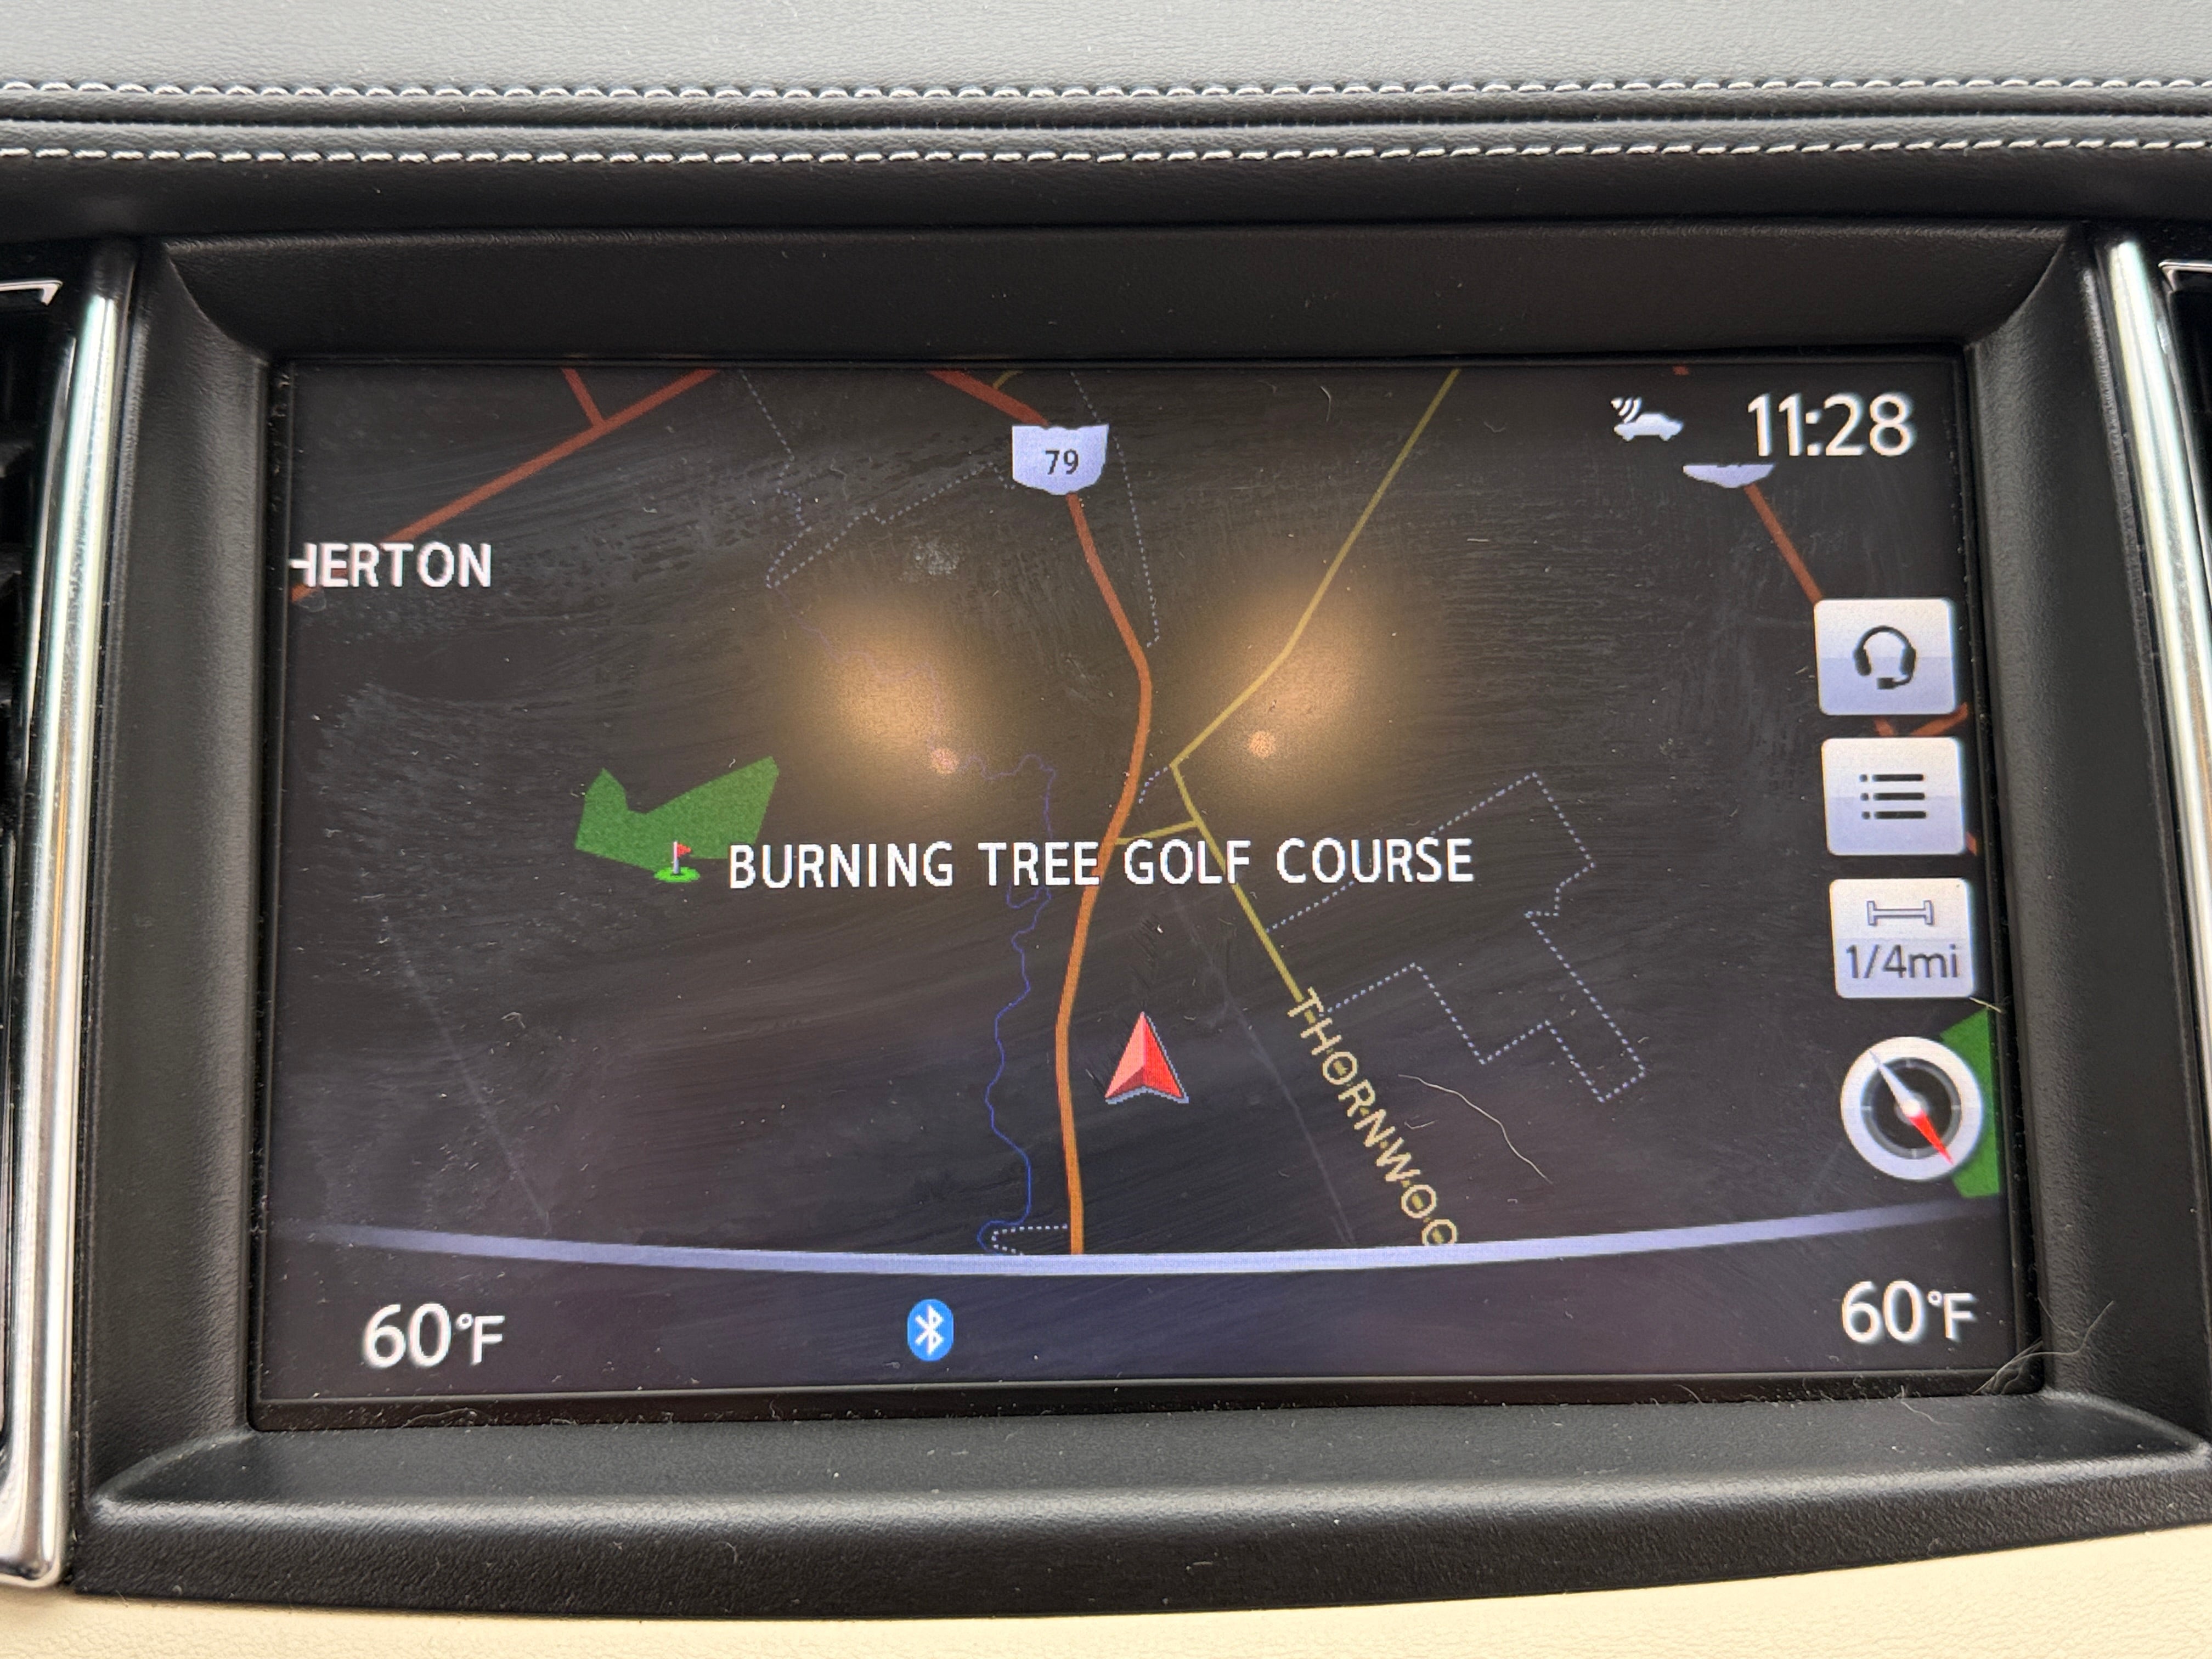 11:28
79
HERTON
BURNING TREE GOLF COURSE
1/4mi
THORNWOO
60°F
60°F